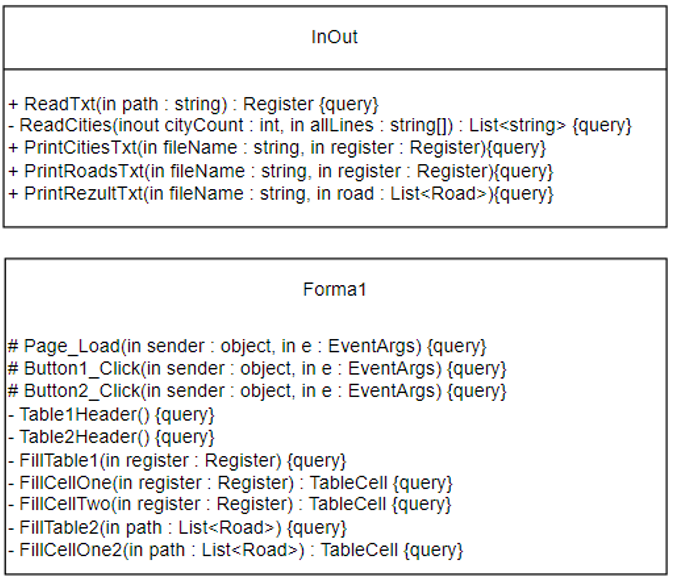 InOut
+ ReadTxt(in path : string) : Register {query}
- ReadCities(inout cityCount : int, in allLines : string[]) : List<string> {query}
+ PrintCitiesTxt(in fileName : string, in register : Register){query}
+ PrintRoadsTxt(in fileName : string, in register : Register){query}
+ PrintRezultTxt(in fileName : string, in road : List<Road>){query}
Forma1
# Page_Load(in sender : object, in e : EventArgs) {query}
# Button1_Click(in sender : object, in e : EventArgs) {query}
# Button2_Click(in sender : object, in e : EventArgs) {query}
- Table1Header() {query}
- Table2Header() {query}
- FillTable1(in register : Register) {query}
- FillCellOne(in register : Register) : TableCell {query}
- FillCellTwo(in register : Register) : TableCell {query}
- FillTable2(in path : List<Road>) {query}
- FillCellOne2(in path : List<Road>) : TableCell {query}